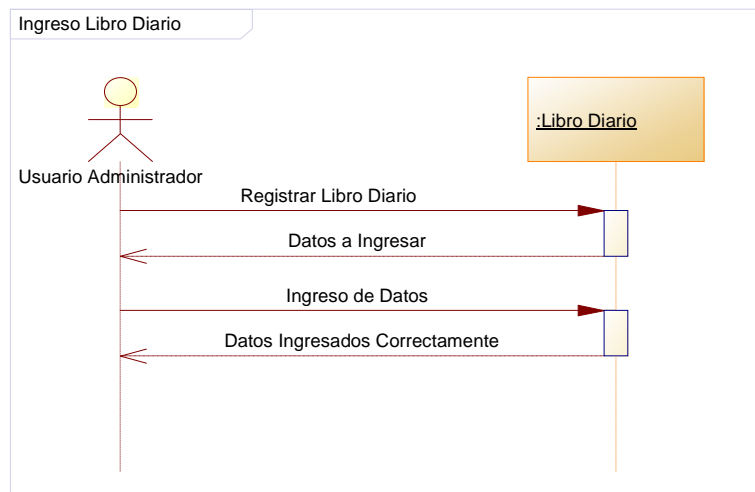 Ingreso Libro Diario
:Libro Diario
Usuario Administrador
Registrar Libro Diario
Datos a Ingresar
Ingreso de Datos
Datos Ingresados Correctamente